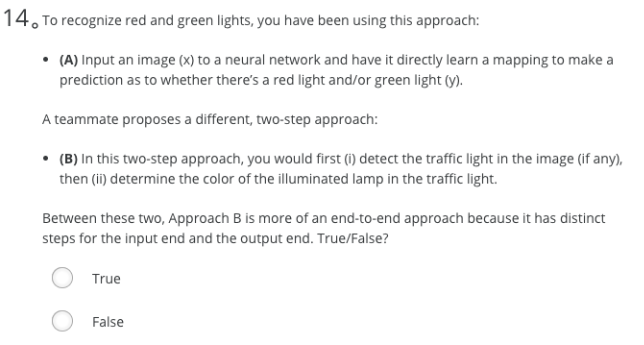 14. To recognize red and green lights, you have been using this approach:
• (A) Input an image (x) to a neural network and have it directly learn a mapping to make a
prediction as to whether there's a red light and/or green light (y).
A teammate proposes a different, two-step approach:
• (B) In this two-step approach, you would first (i) detect the traffic light in the image (if any),
then (ii) determine the color of the illuminated lamp in the traffic light.
Between these two, Approach B is more of an end-to-end approach because it has distinct
steps for the input end and the output end. True/False?
True
False